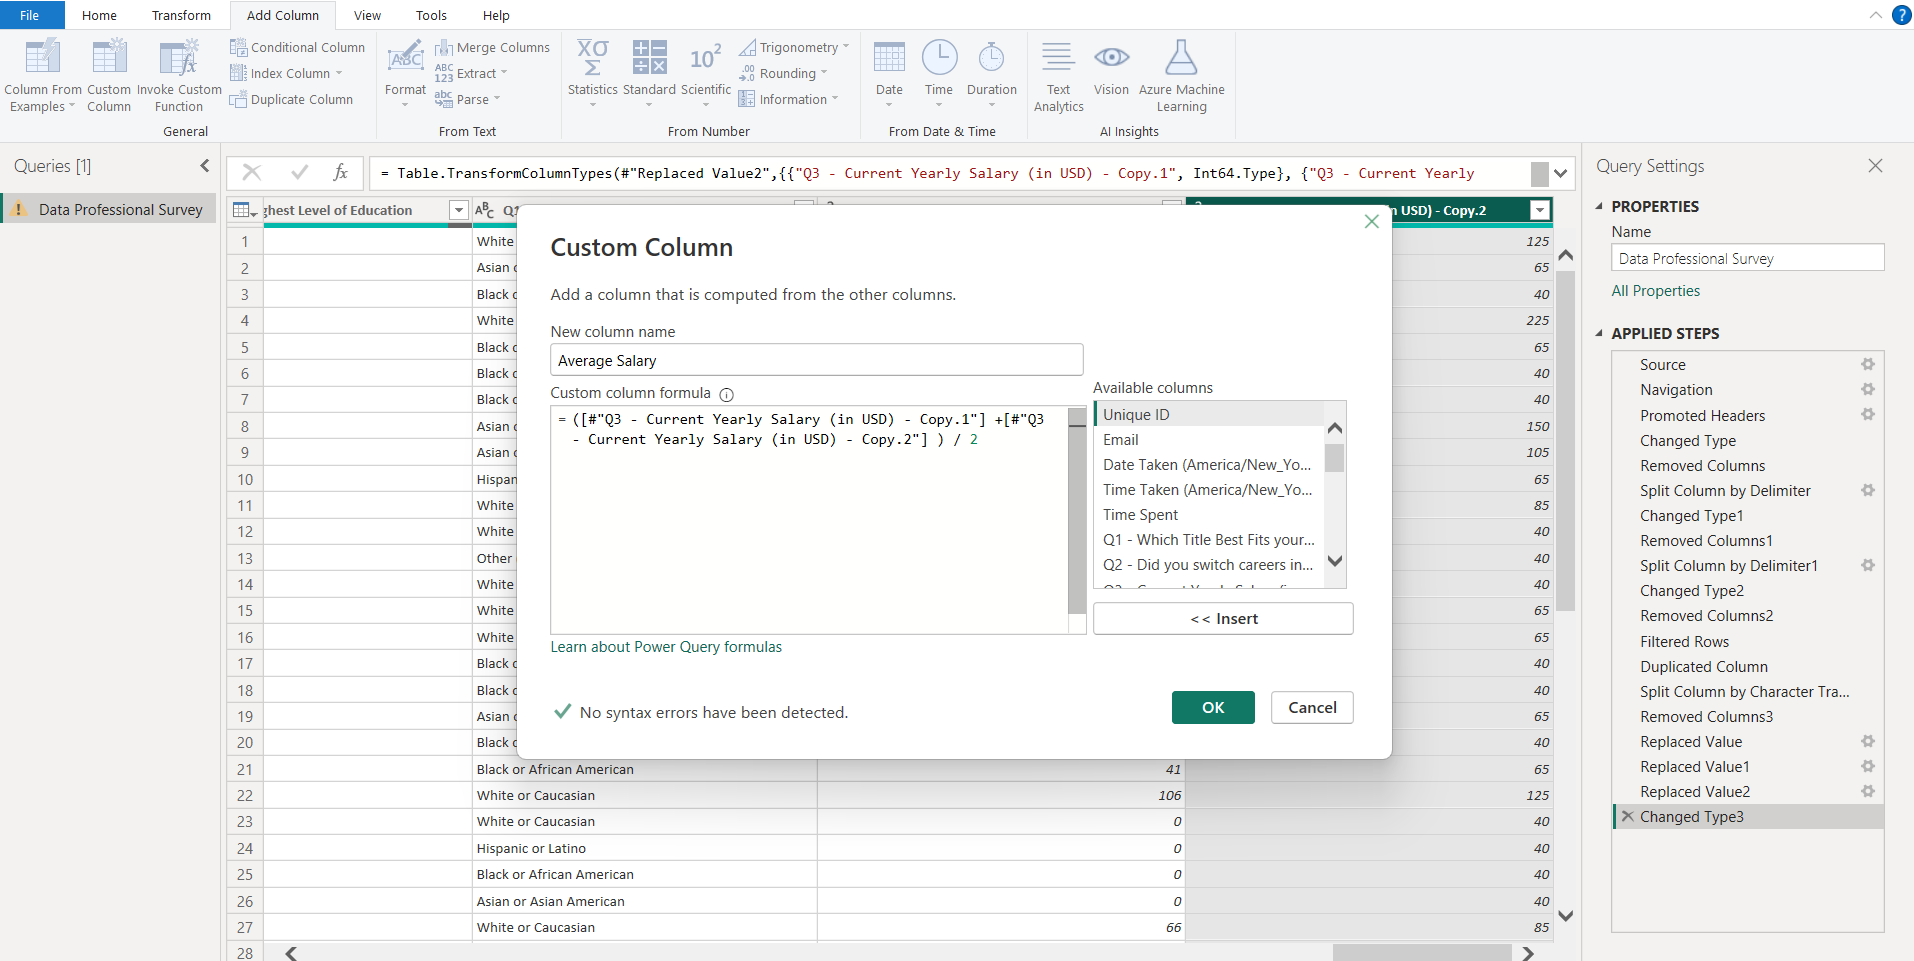 File Home Transform Add Column View Tools Help
Column From Examples
Custom Column
Invoke Custom Function
Conditional Column
Index Column
Duplicate Column
General
Format
Merge Columns
Extract
Parse
From Text
Statistics
Standard
Scientific
Trigonometry
Rounding
Information
From Number
Date
Time
Duration
From Date & Time
Text Analytics
Vision
Azure Machine Learning
AI Insights
Queries [1]
Data Professional Survey
= Table.TransformColumnTypes(#"Replaced Value2",{{"Q3 - Current Yearly Salary (in USD) - Copy.1", Int64.Type}, {"Q3 - Current Yearly
ghest Level of Education
n USD) - Copy.2
1 White 125
2 Asian 65
3 Black 40
4 White 225
5 Black 65
6 Black 40
7 Black 40
8 Asian 150
9 Asian 105
10 Hispan 65
11 White 85
12 White 40
13 Other 40
14 White 40
15 White 65
16 White 65
17 Black 40
18 Black 40
19 Asian 65
20 Black 40
21 Black or African American 41 65
22 White or Caucasian 106 125
23 White or Caucasian 0 40
24 Hispanic or Latino 0 40
25 Black or African American 0 40
26 Asian or Asian American 0 40
27 White or Caucasian 66 85
28
Custom Column
Add a column that is computed from the other columns.
New column name
Average Salary
Custom column formula
= ([#"Q3 - Current Yearly Salary (in USD) - Copy.1"] +[#"Q3
- Current Yearly Salary (in USD) - Copy.2"] ) / 2
Available columns
Unique ID
Email
Date Taken (America/New_Yo...
Time Taken (America/New_Yo...
Time Spent
Q1 - Which Title Best Fits your...
Q2 - Did you switch careers in...
<< Insert
Learn about Power Query formulas
No syntax errors have been detected.
OK
Cancel
Query Settings
PROPERTIES
Name
Data Professional Survey
All Properties
APPLIED STEPS
Source
Navigation
Promoted Headers
Changed Type
Removed Columns
Split Column by Delimiter
Changed Type1
Removed Columns1
Split Column by Delimiter1
Changed Type2
Removed Columns2
Filtered Rows
Duplicated Column
Split Column by Character Tra...
Removed Columns3
Replaced Value
Replaced Value1
Replaced Value2
Changed Type3